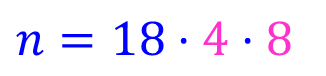 n = 18 · 4 · 8